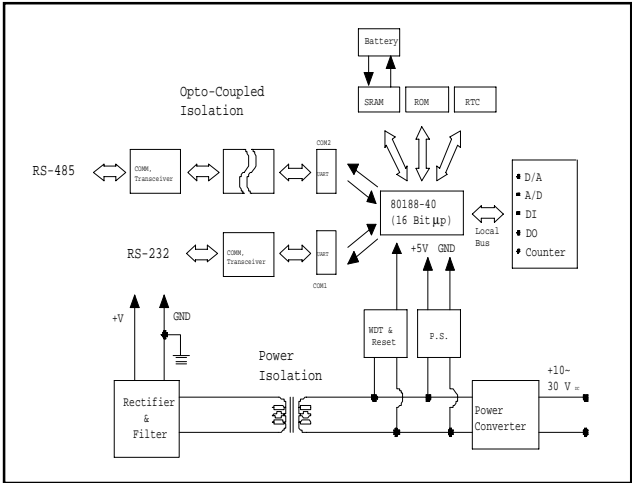 Battery
SRAM
ROM
RTC
Opto-Coupled
Isolation
COM2
RS-485
COMM,
Transceiver
UART
80188-40
(16 Bit μp)
Local
Bus
D/A
A/D
DI
DO
Counter
RS-232
COMM,
Transceiver
UART
COM1
+5V
GND
+V
GND
WDT &
Reset
P.S.
Power
Isolation
Rectifier
&
Filter
Power
Converter
+10~
30 V =